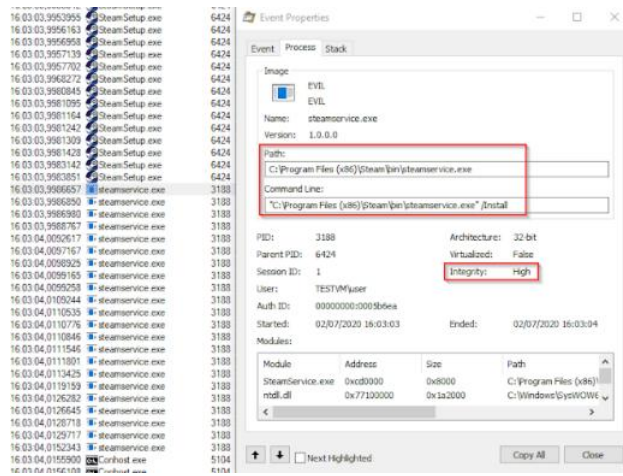 16:03:03,9953955 SteamSetup.exe 6424
16:03:03,9956163 SteamSetup.exe 6424
16:03:03,9956958 SteamSetup.exe 6424
16:03:03,9957139 SteamSetup.exe 6424
16:03:03,9957702 SteamSetup.exe 6424
16:03:03,9968272 SteamSetup.exe 6424
16:03:03,9980845 SteamSetup.exe 6424
16:03:03,9981095 SteamSetup.exe 6424
16:03:03,9981164 SteamSetup.exe 6424
16:03:03,9981242 SteamSetup.exe 6424
16:03:03,9981309 SteamSetup.exe 6424
16:03:03,9981428 SteamSetup.exe 6424
16:03:03,9983142 SteamSetup.exe 6424
16:03:03,9983851 SteamSetup.exe 6424
16:03:03,9986657 steamservice.exe 3188
16:03:03,9986850 steamservice.exe 3188
16:03:03,9986980 steamservice.exe 3188
16:03:03,9988767 steamservice.exe 3188
16:03:04,0092617 steamservice.exe 3188
16:03:04,0097167 steamservice.exe 3188
16:03:04,0098925 steamservice.exe 3188
16:03:04,0099165 steamservice.exe 3188
16:03:04,0099258 steamservice.exe 3188
16:03:04,0109244 steamservice.exe 3188
16:03:04,0110535 steamservice.exe 3188
16:03:04,0110776 steamservice.exe 3188
16:03:04,0110846 steamservice.exe 3188
16:03:04,0111546 steamservice.exe 3188
16:03:04,0111801 steamservice.exe 3188
16:03:04,0113425 steamservice.exe 3188
16:03:04,0119159 steamservice.exe 3188
16:03:04,0126282 steamservice.exe 3188
16:03:04,0126645 steamservice.exe 3188
16:03:04,0128718 steamservice.exe 3188
16:03:04,0129717 steamservice.exe 3188
16:03:04,0152343 steamservice.exe 3188
16:03:04,0155900 Conhost.exe 5104
16:03:04,0156108 Conhost.exe 5104
Event Properties
Event Process Stack
Image
EVIL
EVIL
Name: steamservice.exe
Version: 1.0.0.0
Path:
C:\Program Files (x86)\Steam\bin\steamservice.exe
Command Line:
"C:\Program Files (x86)\Steam\bin\steamservice.exe" /Install
PID: 3188 Architecture: 32-bit
Parent PID: 6424 Virtualized: False
Session ID: 1 Integrity: High
User: TESTVM\user
Auth ID: 00000000:0005b6ea
Started: 02/07/2020 16:03:03 Ended: 02/07/2020 16:03:04
Modules:
Module Address Size Path
SteamService.exe 0xcd0000 0x8000 C:\Program Files (x86)\
ntdll.dll 0x77100000 0x1a2000 C:\Windows\SysWOW6
Next Highlighted Copy All Close